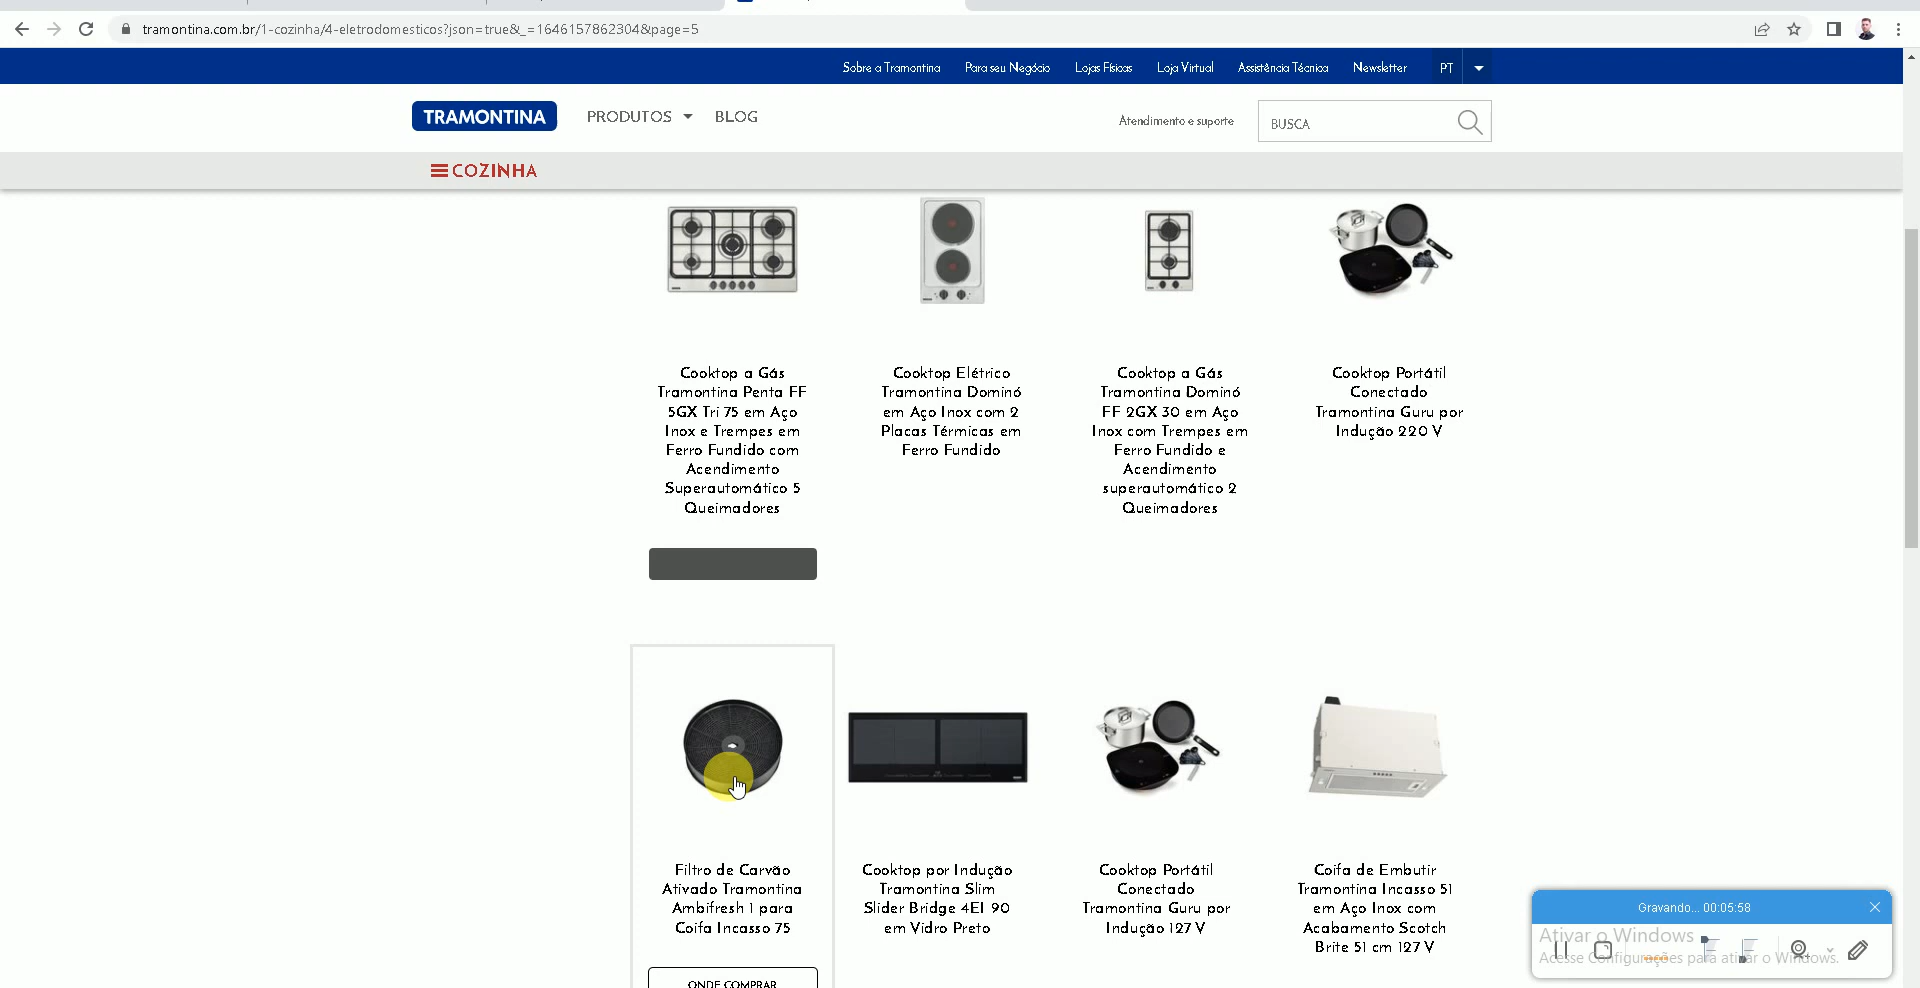 tramontina.com.br/1-cozinha/4-eletrodomesticos?json=true&_=1646157862304&page=5
Sobre a Tramontina Para seu Negócio Lojas Físicas Loja Virtual Assistência Técnica Newsletter PT
TRAMONTINA PRODUTOS BLOG Atendimento e suporte BUSCA
COZINHA
Cooktop a Gás
Tramontina Penta FF
5GX Tri 75 em Aço
Inox e Trempes em
Ferro Fundido com
Acendimento
Superautomático 5
Queimadores
Cooktop Elétrico
Tramontina Dominó
em Aço Inox com 2
Placas Térmicas em
Ferro Fundido
Cooktop a Gás
Tramontina Dominó
FF 2GX 30 em Aço
Inox com Trempes em
Ferro Fundido e
Acendimento
superautomático 2
Queimadores
Cooktop Portátil
Conectado
Tramontina Guru por
Indução 220 V
Filtro de Carvão
Ativado Tramontina
Ambifresh 1 para
Coifa Incasso 75
ONDE COMPRAR
Cooktop por Indução
Tramontina Slim
Slider Bridge 4EI 90
em Vidro Preto
Cooktop Portátil
Conectado
Tramontina Guru por
Indução 127 V
Coifa de Embutir
Tramontina Incasso 51
em Aço Inox com
Acabamento Scotch
Brite 51 cm 127 V
Gravando... 00:05:58
Ativar o Windows
Acesse Configurações para ativar o Windows.